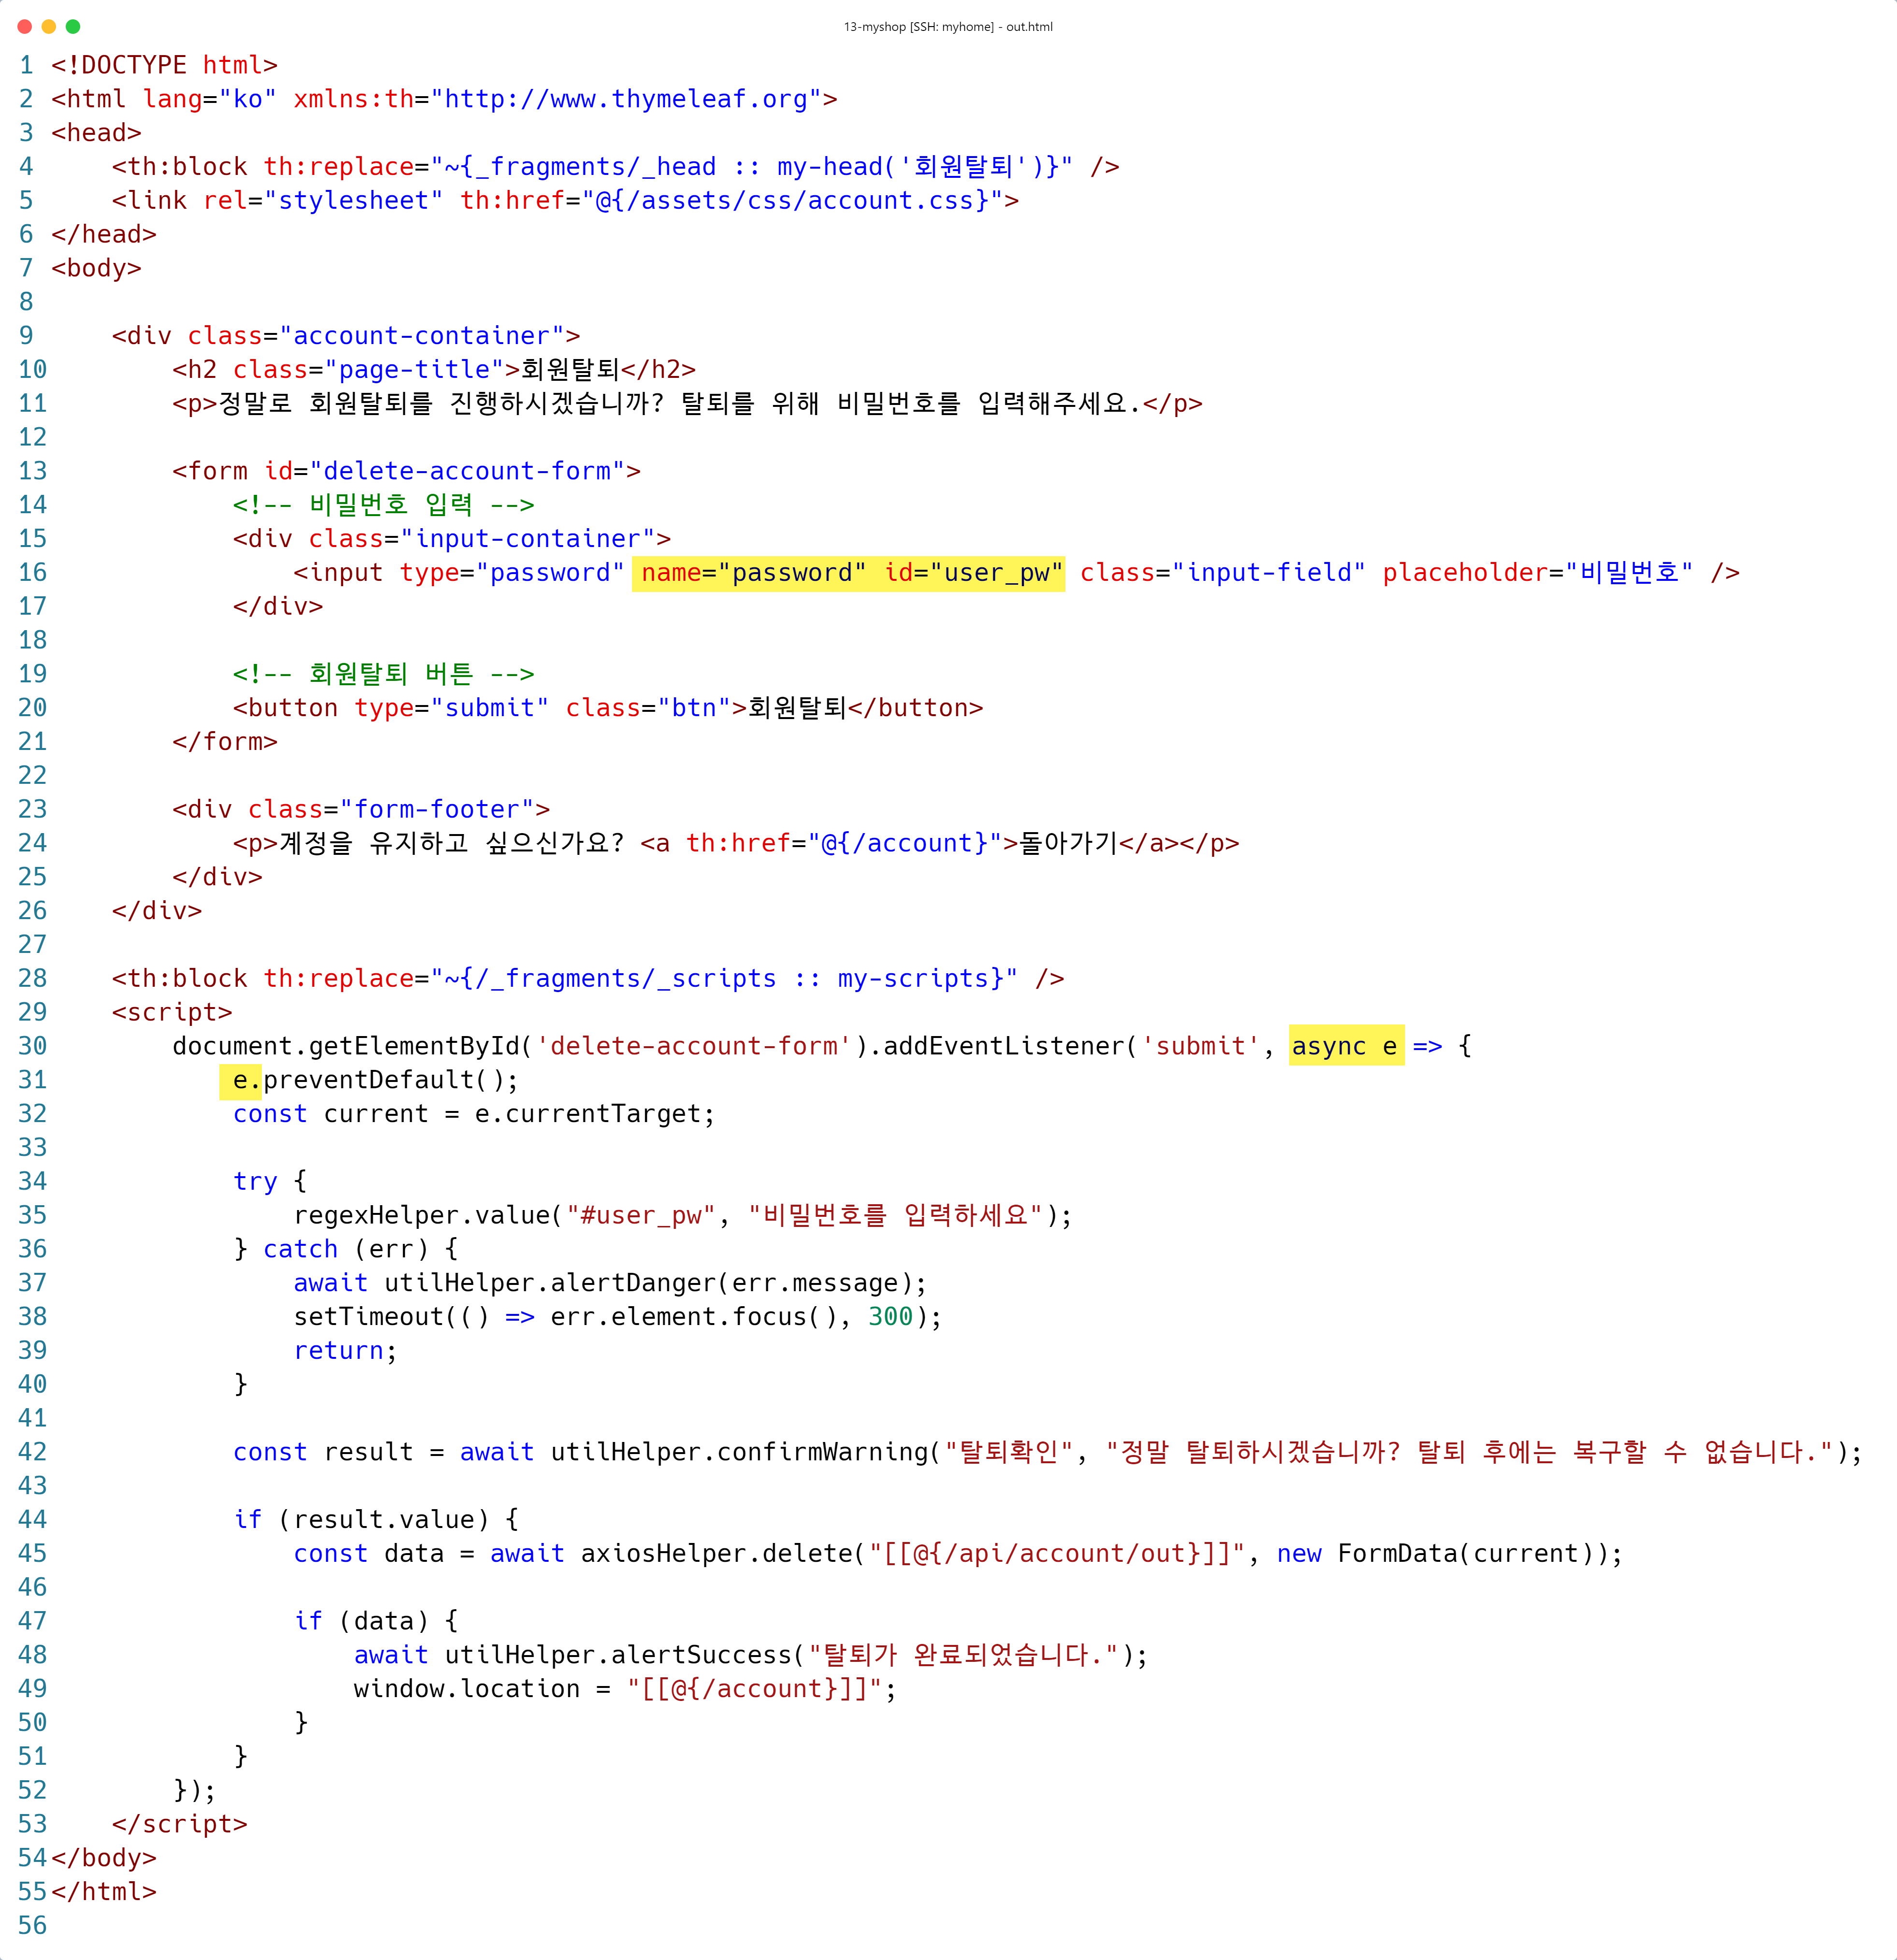 13-myshop [SSH: myhome] - out.html
1 <!DOCTYPE html>
2 <html lang="ko" xmlns:th="http://www.thymeleaf.org">
3 <head>
4     <th:block th:replace="~{_fragments/_head :: my-head('회원탈퇴')}" />
5     <link rel="stylesheet" th:href="@{/assets/css/account.css}">
6 </head>
7 <body>
8
9     <div class="account-container">
10         <h2 class="page-title">회원탈퇴</h2>
11         <p>정말로 회원탈퇴를 진행하시겠습니까? 탈퇴를 위해 비밀번호를 입력해주세요.</p>
12
13         <form id="delete-account-form">
14             <!-- 비밀번호 입력 -->
15             <div class="input-container">
16                 <input type="password" name="password" id="user_pw" class="input-field" placeholder="비밀번호" />
17             </div>
18
19             <!-- 회원탈퇴 버튼 -->
20             <button type="submit" class="btn">회원탈퇴</button>
21         </form>
22
23         <div class="form-footer">
24             <p>계정을 유지하고 싶으신가요? <a th:href="@{/account}">돌아가기</a></p>
25         </div>
26     </div>
27
28     <th:block th:replace="~{/_fragments/_scripts :: my-scripts}" />
29     <script>
30         document.getElementById('delete-account-form').addEventListener('submit', async e => {
31             e.preventDefault();
32             const current = e.currentTarget;
33
34             try {
35                 regexHelper.value("#user_pw", "비밀번호를 입력하세요");
36             } catch (err) {
37                 await utilHelper.alertDanger(err.message);
38                 setTimeout(() => err.element.focus(), 300);
39                 return;
40             }
41
42             const result = await utilHelper.confirmWarning("탈퇴확인", "정말 탈퇴하시겠습니까? 탈퇴 후에는 복구할 수 없습니다.");
43
44             if (result.value) {
45                 const data = await axiosHelper.delete("[[@{/api/account/out}]]", new FormData(current));
46
47                 if (data) {
48                     await utilHelper.alertSuccess("탈퇴가 완료되었습니다.");
49                     window.location = "[[@{/account}]]";
50                 }
51             }
52         });
53     </script>
54 </body>
55 </html>
56